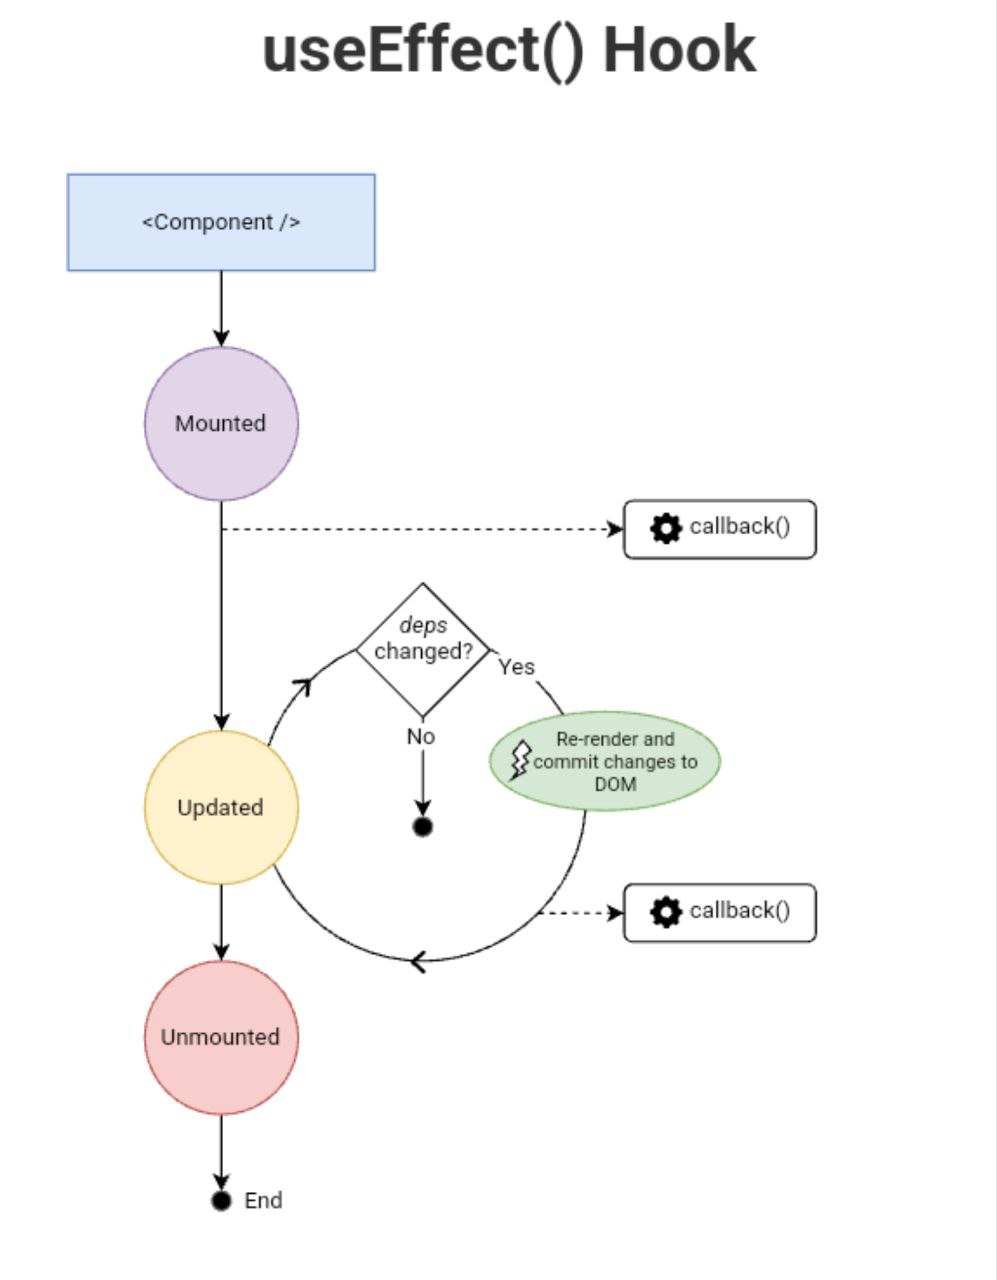 useEffect() Hook
<Component />
Mounted
callback()
deps
changed?
Yes
No
Re-render and
commit changes to
DOM
Updated
callback()
Unmounted
End